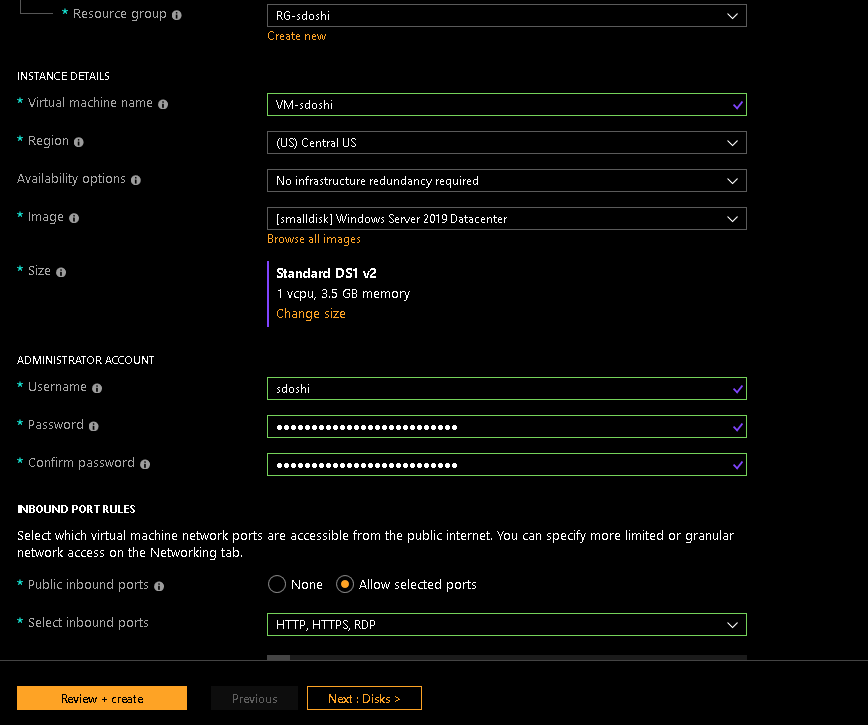 * Resource group
RG-sdoshi
Create new
INSTANCE DETAILS
* Virtual machine name
VM-sdoshi
* Region
(US) Central US
Availability options
No infrastructure redundancy required
* Image
[smalldisk] Windows Server 2019 Datacenter
Browse all images
* Size
Standard DS1 v2
1 vcpu, 3.5 GB memory
Change size
ADMINISTRATOR ACCOUNT
* Username
sdoshi
* Password
* Confirm password
INBOUND PORT RULES
Select which virtual machine network ports are accessible from the public internet. You can specify more limited or granular
network access on the Networking tab.
* Public inbound ports
None Allow selected ports
* Select inbound ports
HTTP, HTTPS, RDP
Review + create Previous Next : Disks >